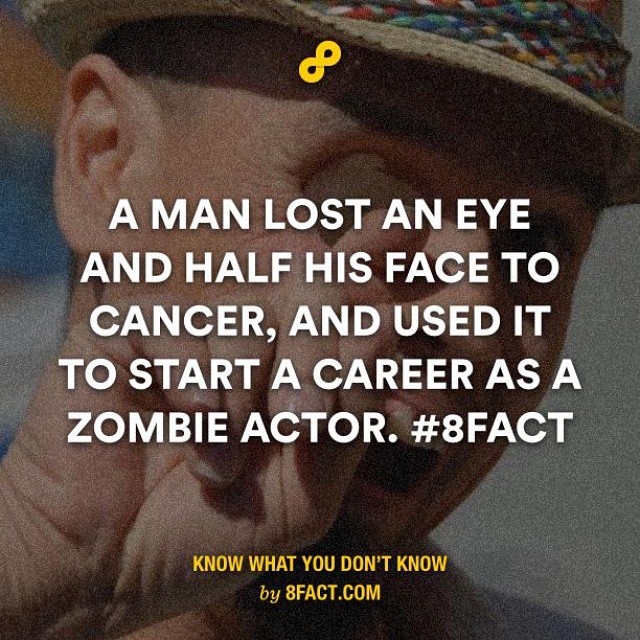 A MAN LOST AN EYE
AND HALF HIS FACE TO
CANCER, AND USED IT
TO START A CAREER AS A
ZOMBIE ACTOR. #8FACT
KNOW WHAT YOU DON'T KNOW
by 8FACT.COM